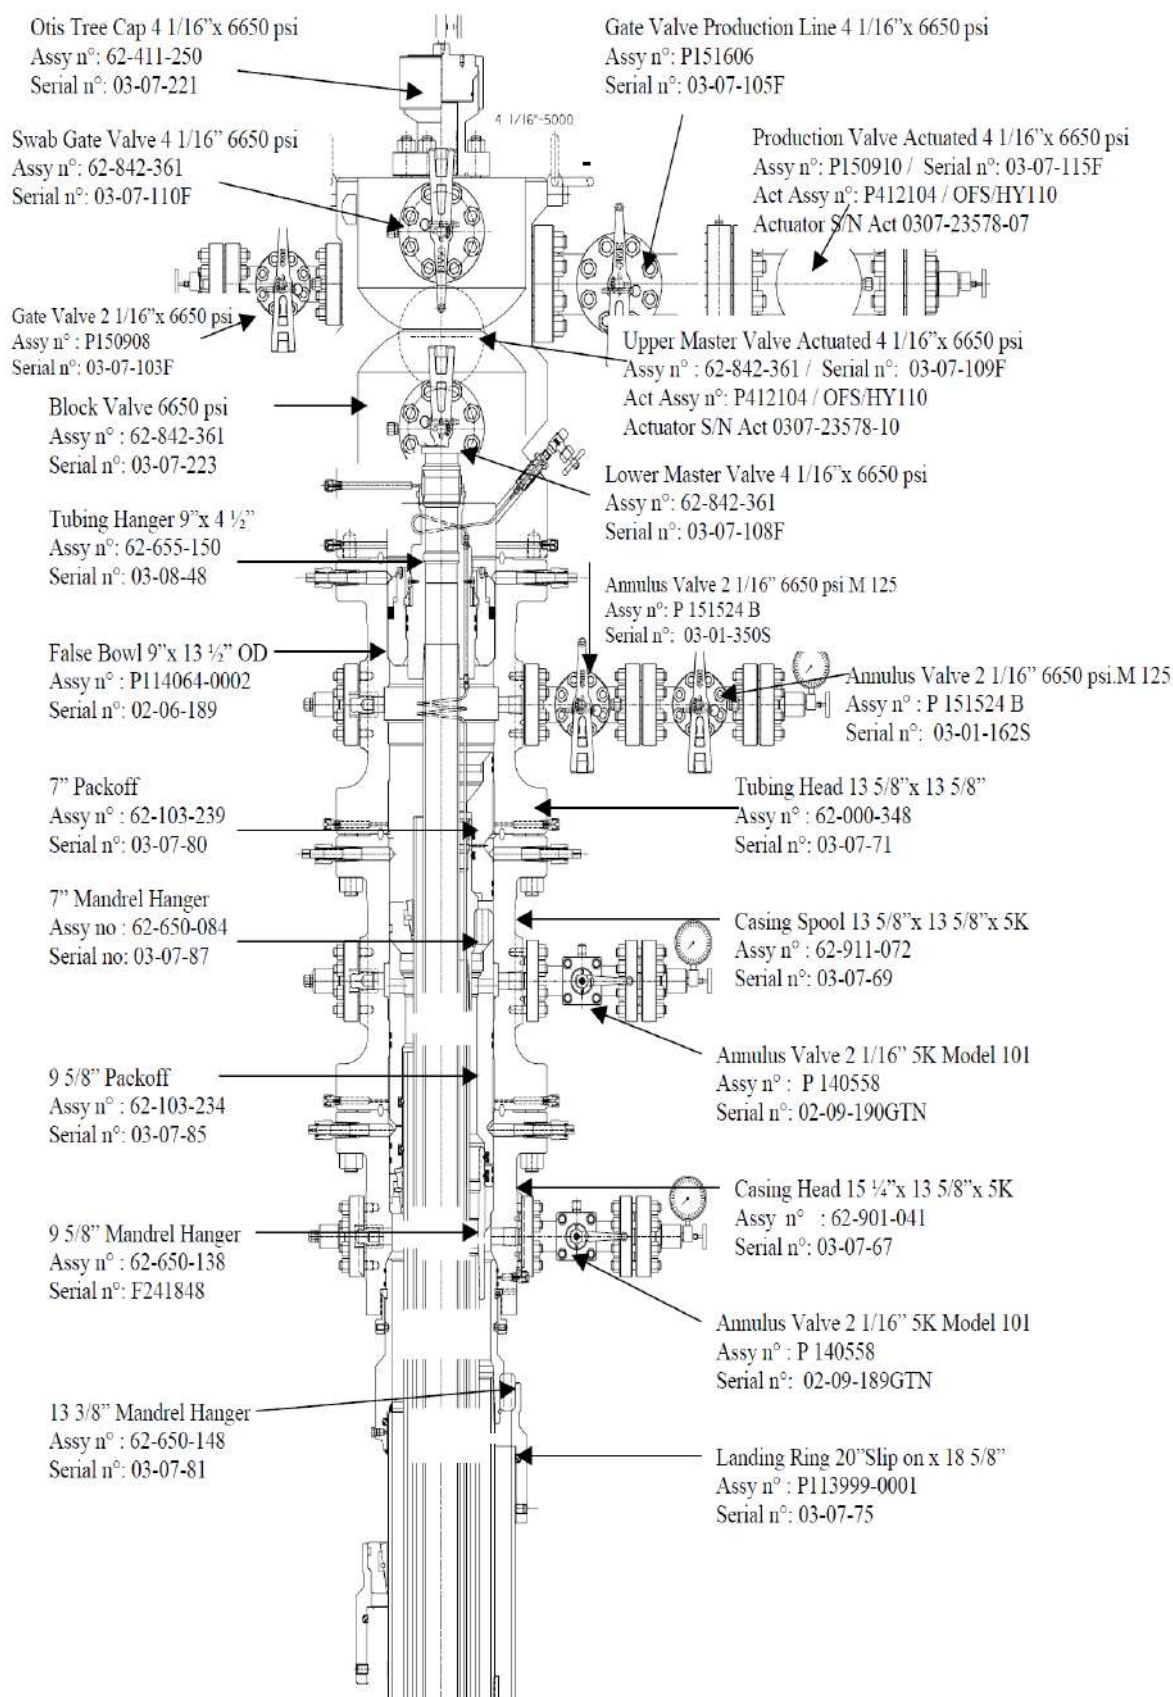 Otis Tree Cap 4 1/16”x 6650 psi
Assy n°: 62-411-250
Serial n°: 03-07-221
Gate Valve Production Line 4 1/16”x 6650 psi
Assy n°: P151606
Serial n°: 03-07-105F
4 1/16"-5000
Swab Gate Valve 4 1/16” 6650 psi
Assy n°: 62-842-361
Serial n°: 03-07-110F
Production Valve Actuated 4 1/16”x 6650 psi
Assy n°: P150910 / Serial n°: 03-07-115F
Act Assy n°: P412104 / OFS/HY110
Actuator S/N Act 0307-23578-07
Gate Valve 2 1/16”x 6650 psi
Assy n° : P150908
Serial n°: 03-07-103F
Upper Master Valve Actuated 4 1/16”x 6650 psi
Assy n° : 62-842-361 / Serial n°: 03-07-109F
Act Assy n°: P412104 / OFS/HY110
Actuator S/N Act 0307-23578-10
Block Valve 6650 psi
Assy n° : 62-842-361
Serial n°: 03-07-223
Lower Master Valve 4 1/16”x 6650 psi
Assy n°: 62-842-361
Serial n°: 03-07-108F
Tubing Hanger 9”x 4 ½”
Assy n°: 62-655-150
Serial n°: 03-08-48
Annulus Valve 2 1/16” 6650 psi M 125
Assy n°: P 151524 B
Serial n°: 03-01-350S
False Bowl 9”x 13 ½” OD
Assy n° : P114064-0002
Serial n°: 02-06-189
Annulus Valve 2 1/16” 6650 psi.M 125
Assy n° : P 151524 B
Serial n°: 03-01-162S
7” Packoff
Assy n° : 62-103-239
Serial n°: 03-07-80
Tubing Head 13 5/8”x 13 5/8”
Assy n° : 62-000-348
Serial n°: 03-07-71
7” Mandrel Hanger
Assy no : 62-650-084
Serial no: 03-07-87
Casing Spool 13 5/8”x 13 5/8”x 5K
Assy n° : 62-911-072
Serial n°: 03-07-69
Annulus Valve 2 1/16” 5K Model 101
Assy n° : P 140558
Serial n°: 02-09-190GTN
9 5/8” Packoff
Assy n° : 62-103-234
Serial n°: 03-07-85
Casing Head 15 ¼”x 13 5/8”x 5K
Assy n° : 62-901-041
Serial n°: 03-07-67
9 5/8” Mandrel Hanger
Assy n° : 62-650-138
Serial n°: F241848
Annulus Valve 2 1/16” 5K Model 101
Assy n° : P 140558
Serial n°: 02-09-189GTN
13 3/8” Mandrel Hanger
Assy n° : 62-650-148
Serial n°: 03-07-81
Landing Ring 20”Slip on x 18 5/8”
Assy n° : P113999-0001
Serial n°: 03-07-75